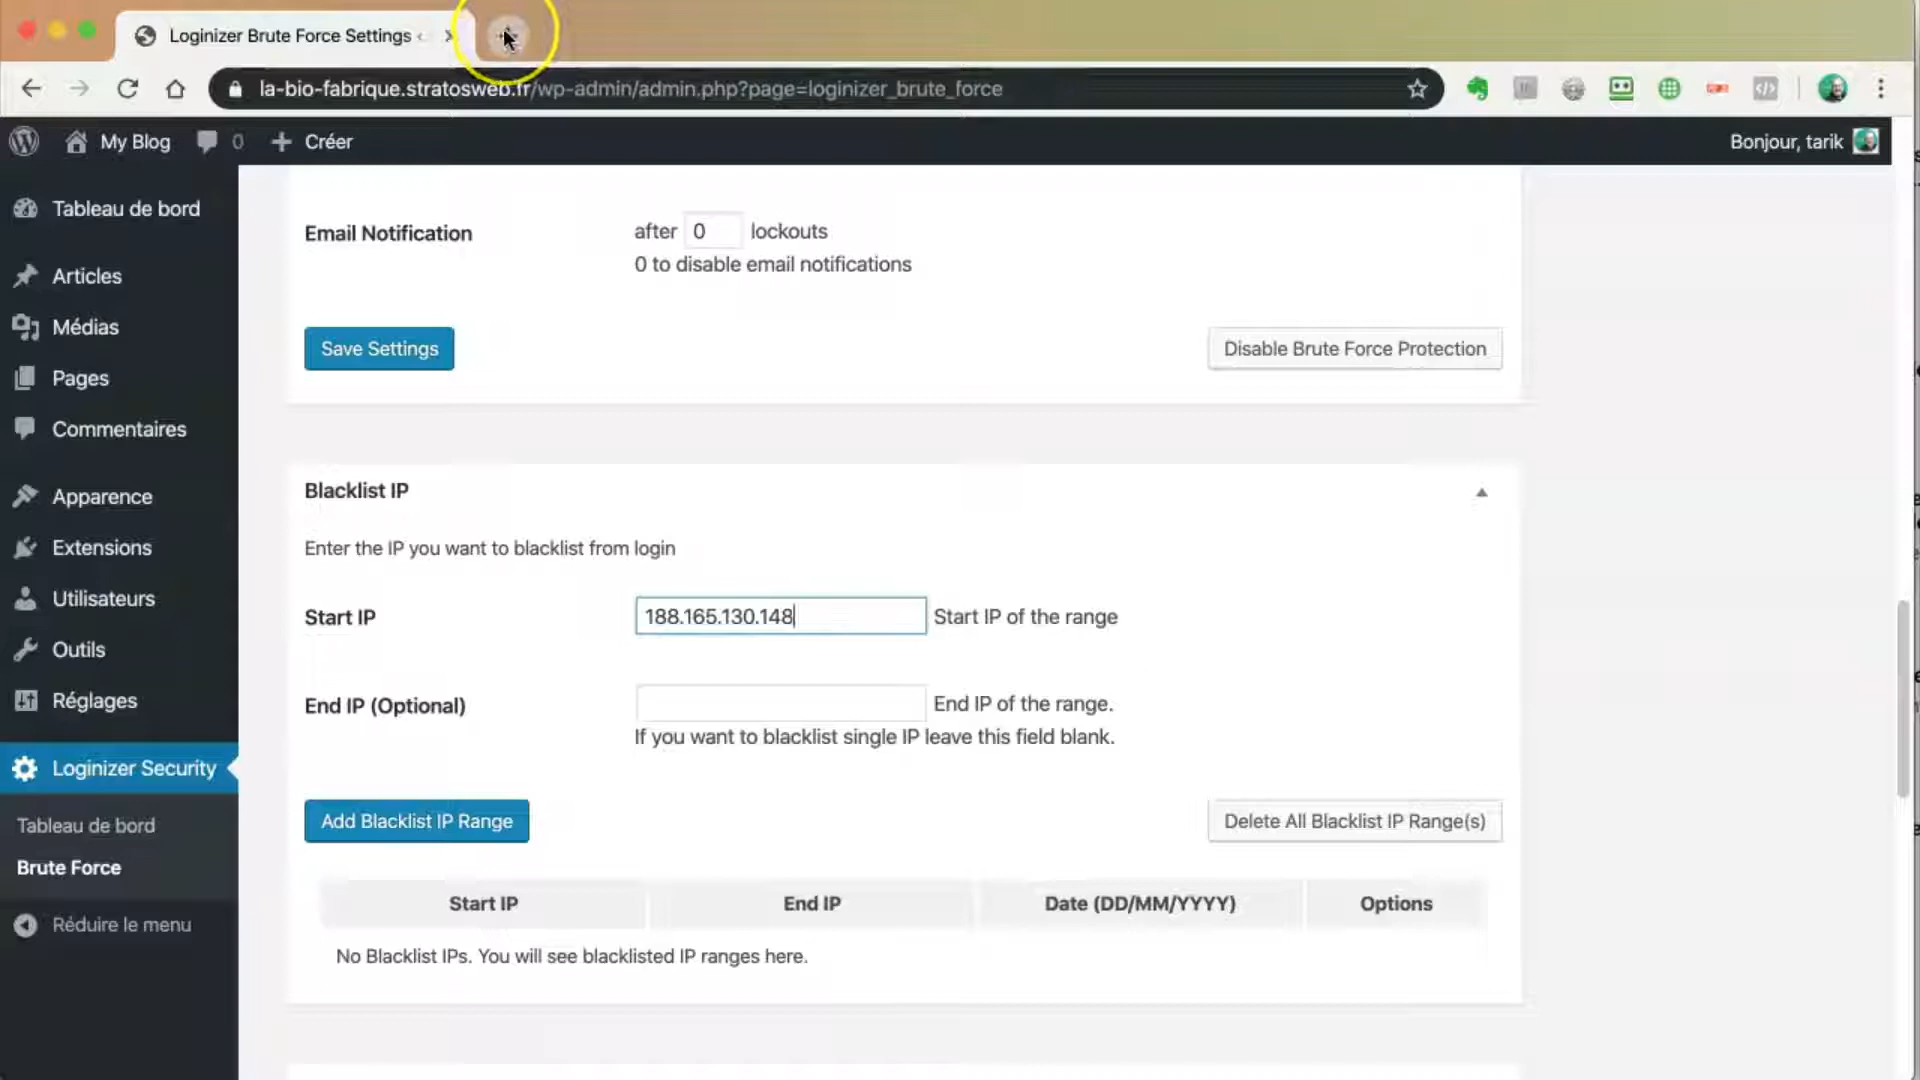 Loginizer Brute Force Settings
la-bio-fabrique.stratosweb.fr/wp-admin/admin.php?page=loginizer_brute_force
My Blog 0 Créer
Bonjour, tarik
Tableau de bord
Articles
Médias
Pages
Commentaires
Apparence
Extensions
Utilisateurs
Outils
Réglages
Loginizer Security
Tableau de bord
Brute Force
Réduire le menu
Email Notification
after 0 lockouts
0 to disable email notifications
Save Settings
Disable Brute Force Protection
Blacklist IP
Enter the IP you want to blacklist from login
Start IP
188.165.130.148
Start IP of the range
End IP (Optional)
End IP of the range.
If you want to blacklist single IP leave this field blank.
Add Blacklist IP Range
Delete All Blacklist IP Range(s)
Start IP End IP Date (DD/MM/YYYY) Options
No Blacklist IPs. You will see blacklisted IP ranges here.